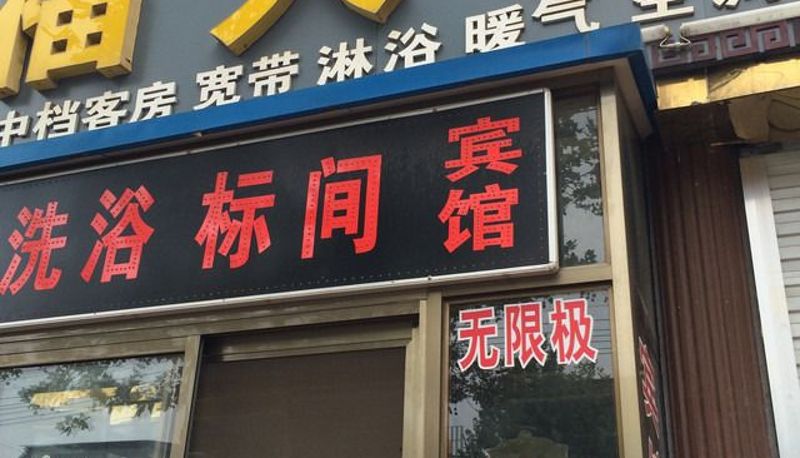 中档客房 宽带 淋浴 暖气
洗浴 标间 宾馆
无限极